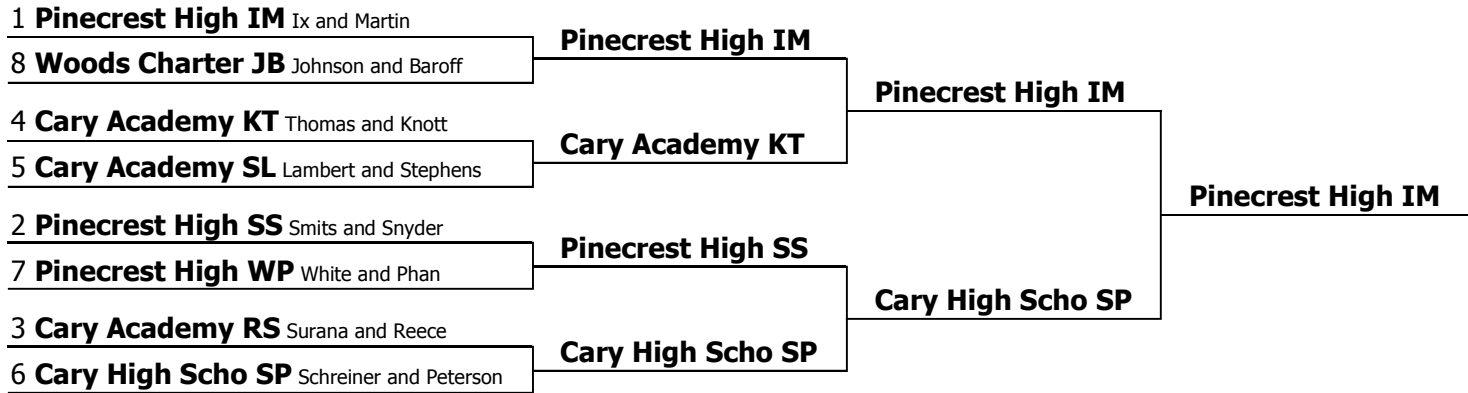 1 Pinecrest High IM Ix and Martin
8 Woods Charter JB Johnson and Baroff
4 Cary Academy KT Thomas and Knott
5 Cary Academy SL Lambert and Stephens
2 Pinecrest High SS Smits and Snyder
7 Pinecrest High WP White and Phan
3 Cary Academy RS Surana and Reece
6 Cary High Scho SP Schreiner and Peterson
Pinecrest High IM
Cary Academy KT
Pinecrest High SS
Cary High Scho SP
Pinecrest High IM
Cary High Scho SP
Pinecrest High IM